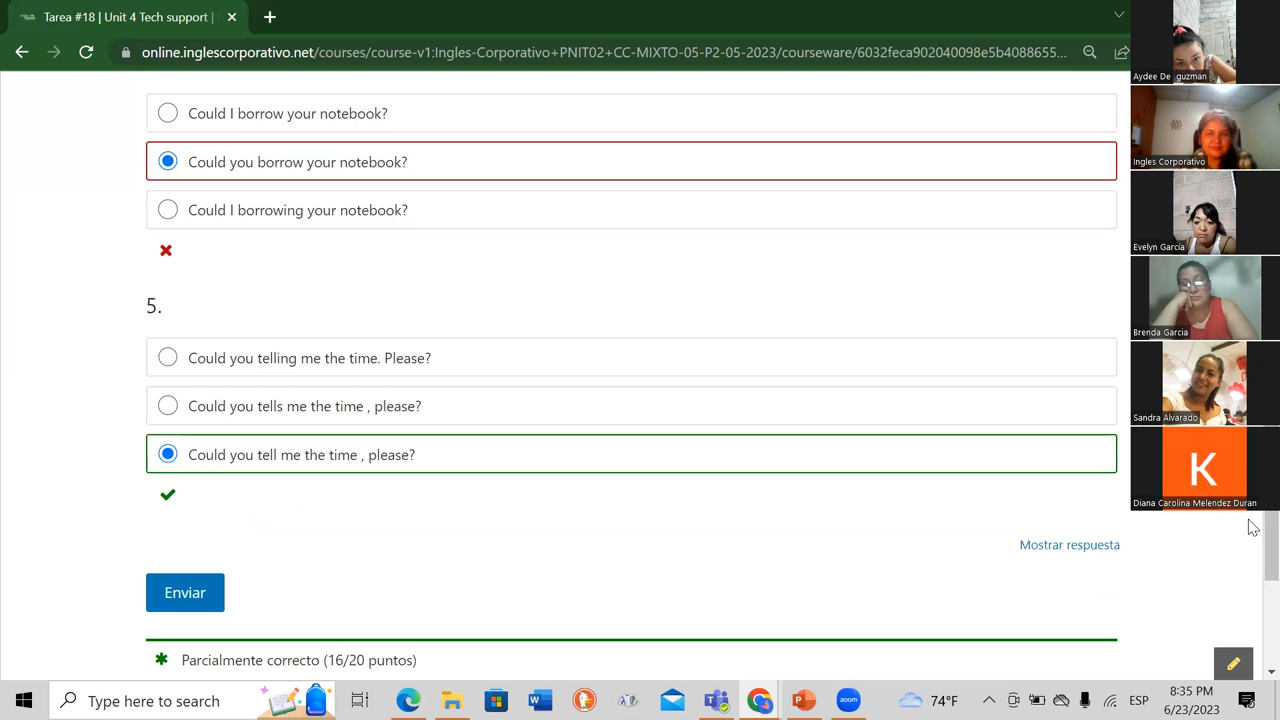 Tarea #18 | Unit 4 Tech support |
online.inglescorporativo.net/courses/course-v1:Ingles-Corporativo+PNIT02+CC-MIXTO-05-P2-05-2023/courseware/6032feca902040098e5b4088655...
Could I borrow your notebook?
Could you borrow your notebook?
Could I borrowing your notebook?
5.
Could you telling me the time. Please?
Could you tells me the time , please?
Could you tell me the time , please?
Mostrar respuesta
Enviar
Parcialmente correcto (16/20 puntos)
Aydee De guzman
Ingles Corporativo
Evelyn García
Brenda Garcia
Sandra Alvarado
K
Diana Carolina Melendez Duran
Type here to search
zoom
74°F
ESP
8:35 PM
6/23/2023